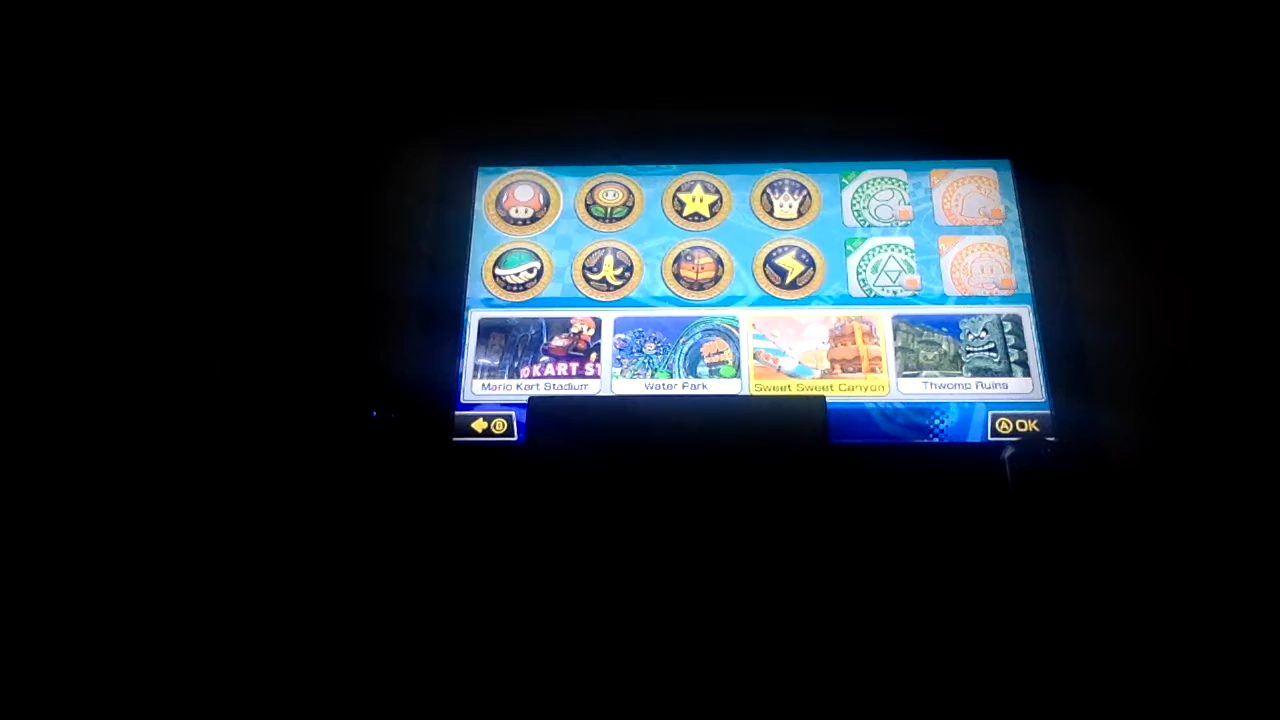 KART ST
Mario Kart Stadium
Water Park
Sweet Sweet Canyon
Thwomp Ruins
B
A OK